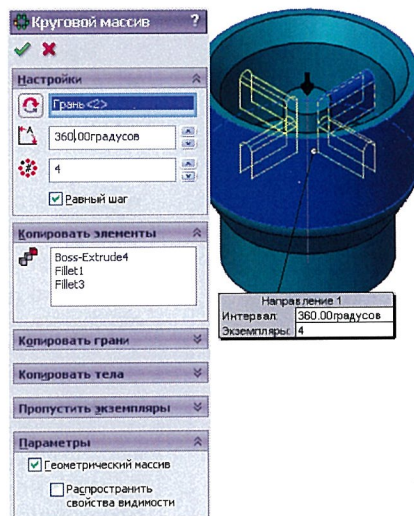 Круговой массив ?
Настройки
Грань<2>
360.00градусов
4
Равный шаг
Копировать элементы
Boss-Extrude4
Fillet1
Fillet3
Копировать грани
Копировать тела
Пропустить экземпляры
Параметры
Геометрический массив
Распространить
свойства видимости
Направление 1
Интервал: 360.00градусов
Экземпляры: 4